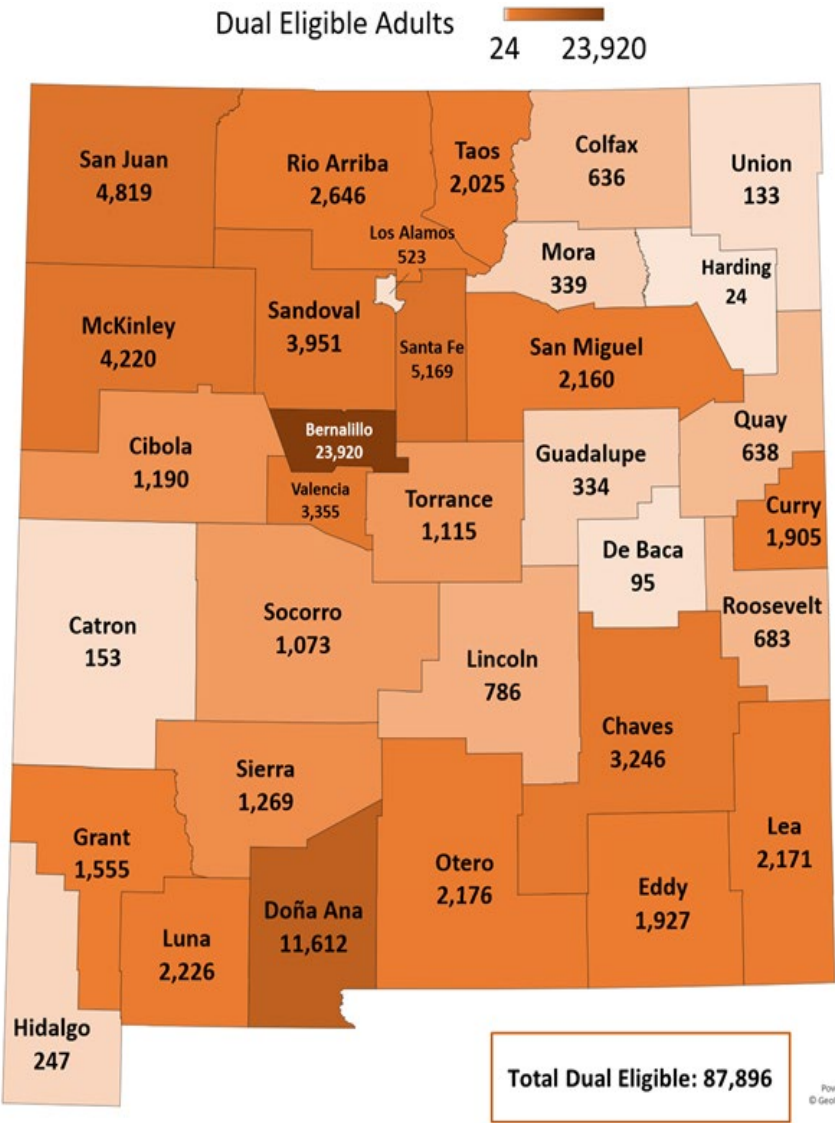 Dual Eligible Adults
24 23,920
San Juan
4,819
Rio Arriba
2,646
Taos
2,025
Colfax
636
Union
133
Los Alamos
523
Mora
339
Harding
24
McKinley
4,220
Sandoval
3,951
Santa Fe
5,169
San Miguel
2,160
Quay
638
Cibola
1,190
Bernalillo
23,920
Valencia
3,355
Torrance
1,115
Guadalupe
334
Curry
1,905
De Baca
95
Roosevelt
683
Catron
153
Socorro
1,073
Lincoln
786
Chaves
3,246
Sierra
1,269
Grant
1,555
Luna
2,226
Doña Ana
11,612
Otero
2,176
Eddy
1,927
Lea
2,171
Hidalgo
247
Total Dual Eligible: 87,896